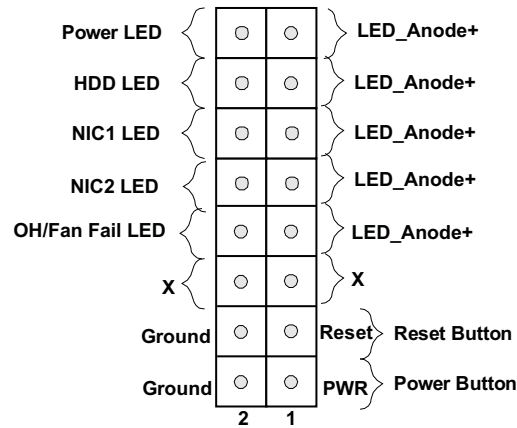 Power LED LED_Anode+
HDD LED LED_Anode+
NIC1 LED LED_Anode+
NIC2 LED LED_Anode+
OH/Fan Fail LED LED_Anode+
X X
Ground Reset Reset Button
Ground PWR Power Button
2 1